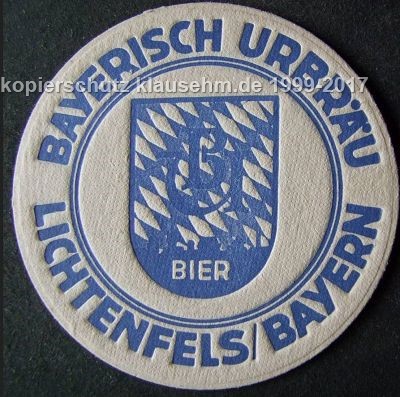 BAYERISCH URBRÄU
kopierschutz klausehm.de 1999-2017
BIER
LICHTENFELS/BAYERN